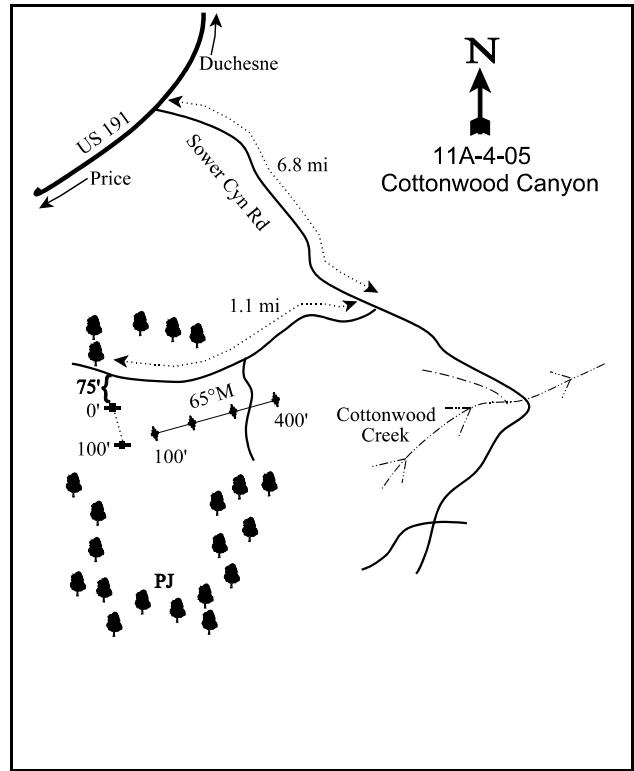 Duchesne
N
US 191
11A-4-05
Cottonwood Canyon
Price
Sower Cyn Rd
6.8 mi
1.1 mi
75'
0'
65°M
400'
100'
100'
Cottonwood
Creek
PJ